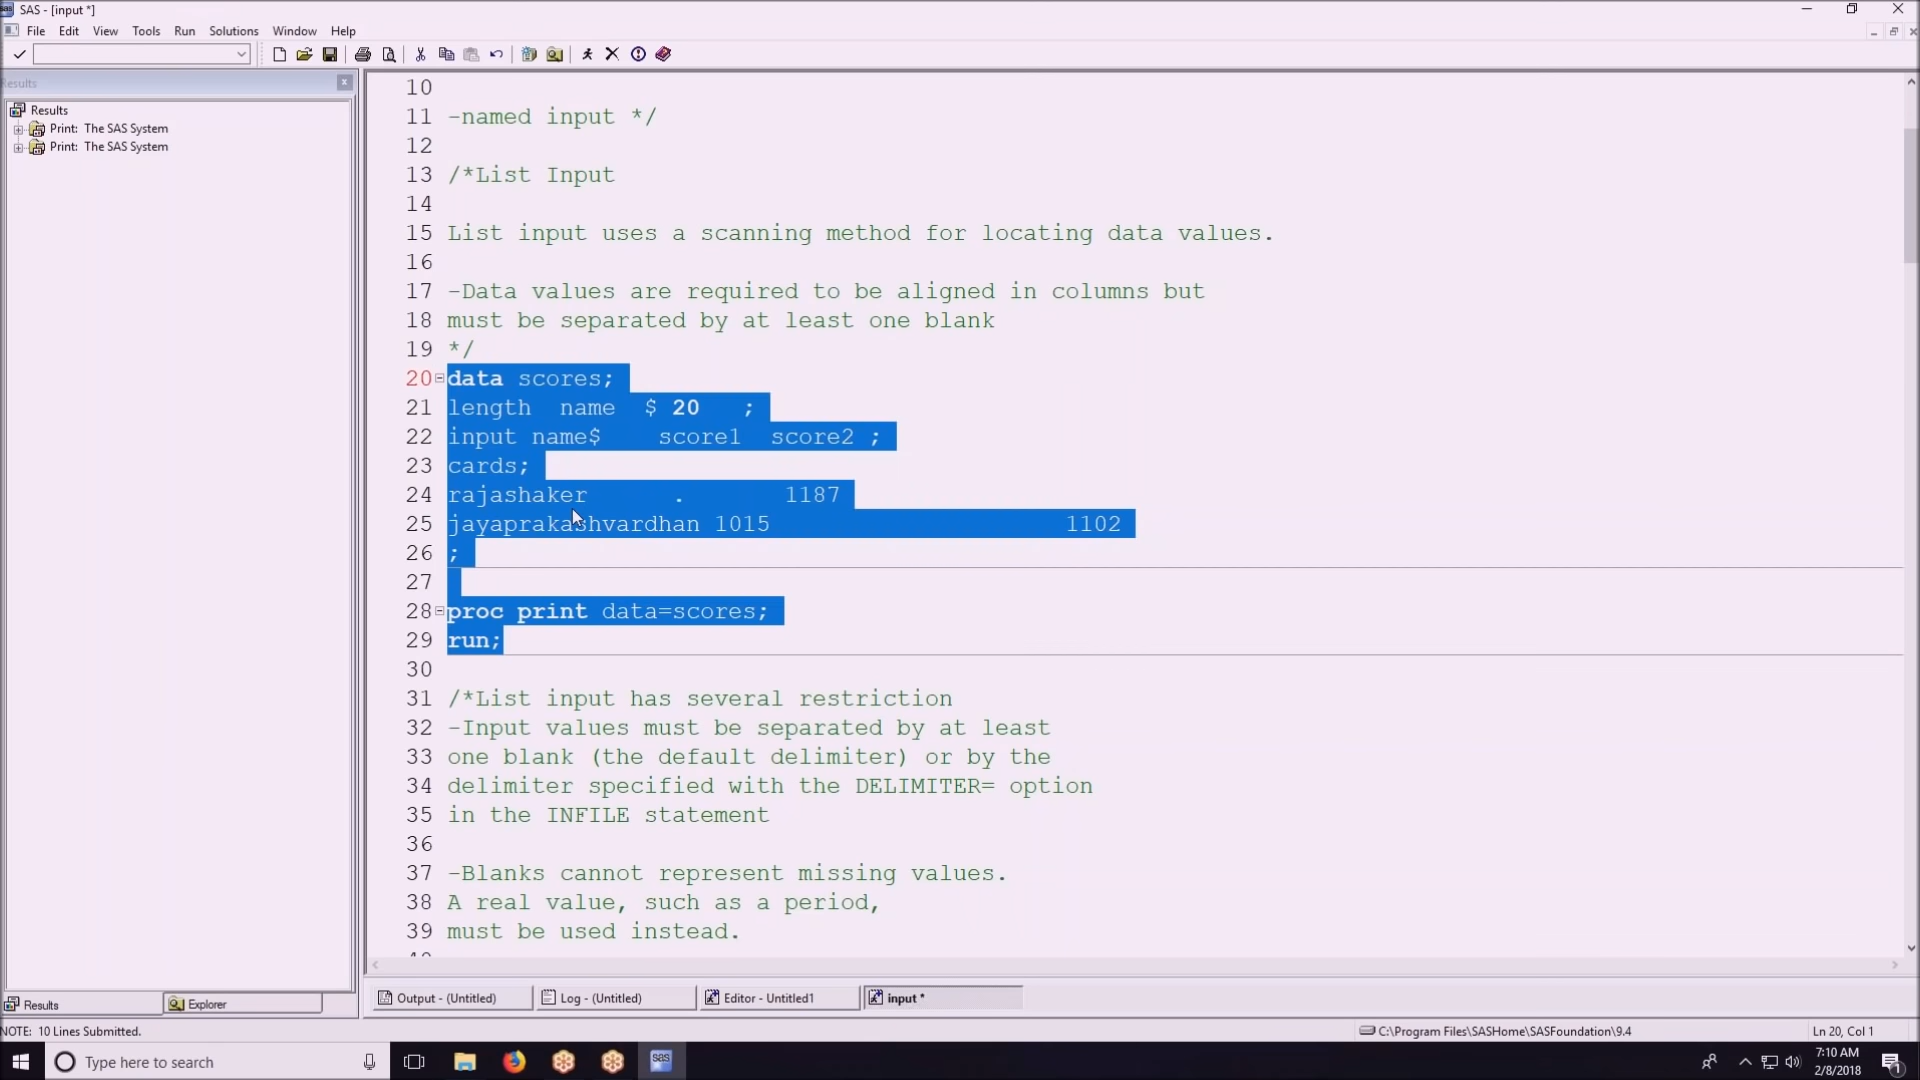 SAS - [input *]
File Edit View Tools Run Solutions Window Help
Results
Results
Print: The SAS System
Print: The SAS System
10
11 -named input */
12
13 /*List Input
14
15 List input uses a scanning method for locating data values.
16
17 -Data values are required to be aligned in columns but
18 must be separated by at least one blank
19 */
20 data scores;
21 length name $ 20 ;
22 input name$ score1 score2 ;
23 cards;
24 rajashaker . 1187
25 jayaprakashvardhan 1015 1102
26 ;
27
28 proc print data=scores;
29 run;
30
31 /*List input has several restriction
32 -Input values must be separated by at least
33 one blank (the default delimiter) or by the
34 delimiter specified with the DELIMITER= option
35 in the INFILE statement
36
37 -Blanks cannot represent missing values.
38 A real value, such as a period,
39 must be used instead.
Results Explorer
Output - (Untitled) Log - (Untitled) Editor - Untitled1 input *
NOTE: 10 Lines Submitted. C:\Program Files\SASHome\SASFoundation\9.4 Ln 20, Col 1
Type here to search
sas
7:10 AM
2/8/2018
1